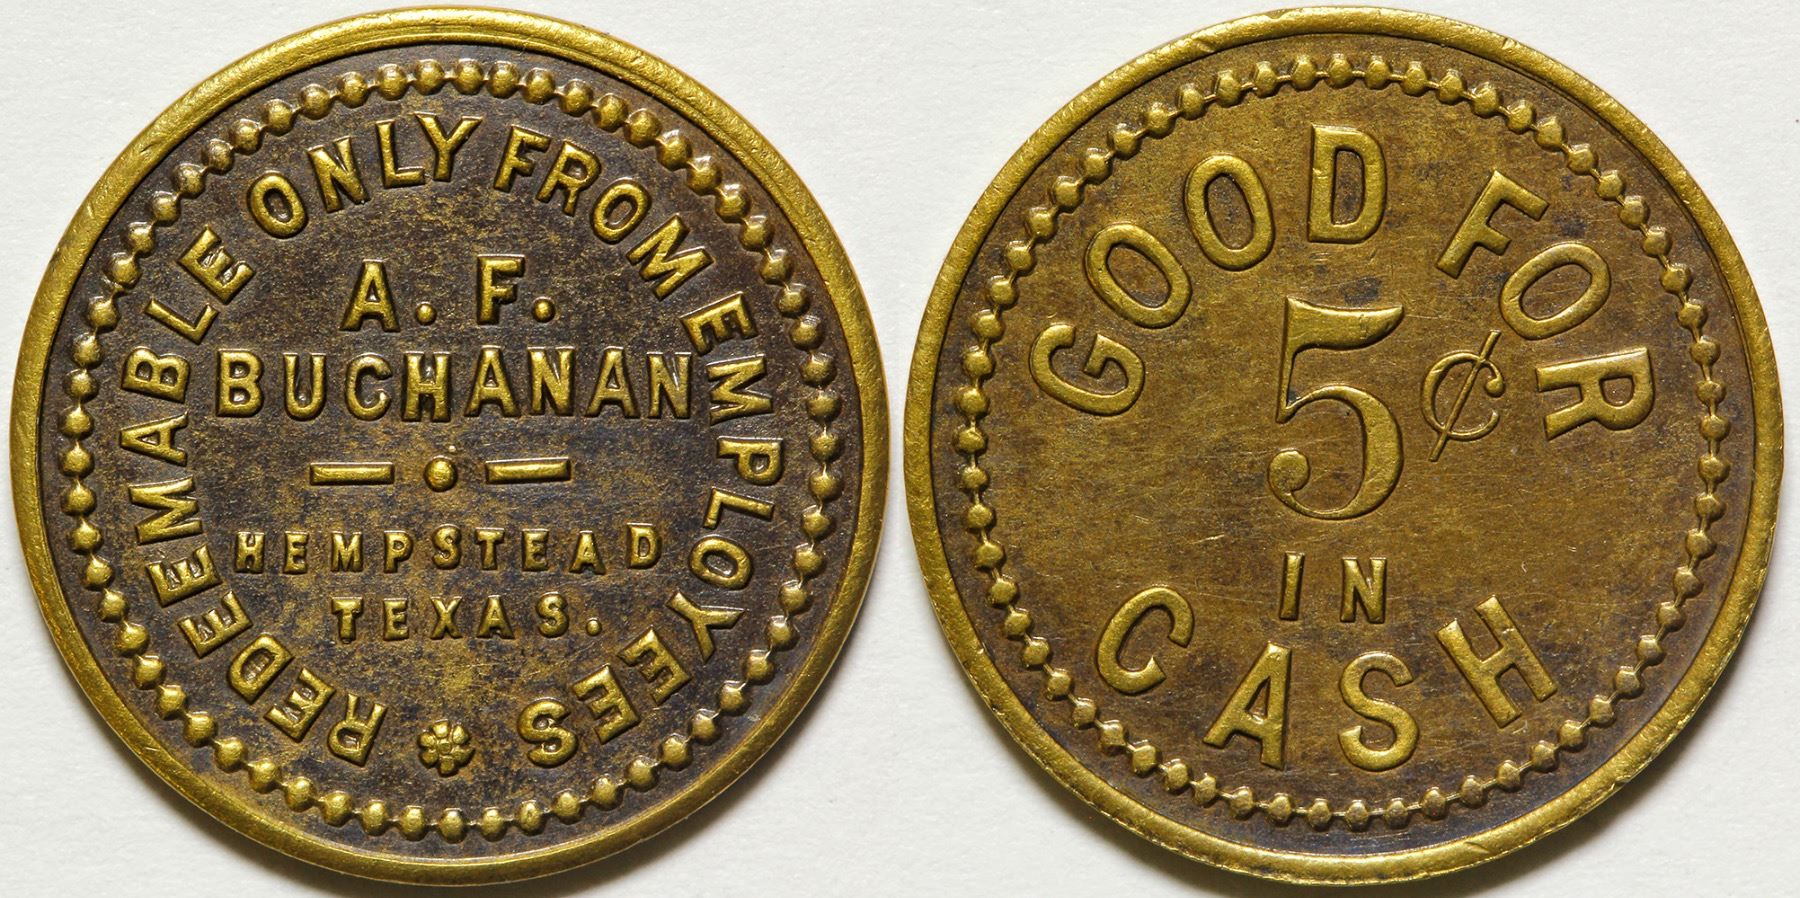 REDEEMABLE ONLY FROM EMPLOYEES
A. F.
BUCHANAN
HEMPSTEAD
TEXAS.
GOOD FOR
5¢
IN
CASH